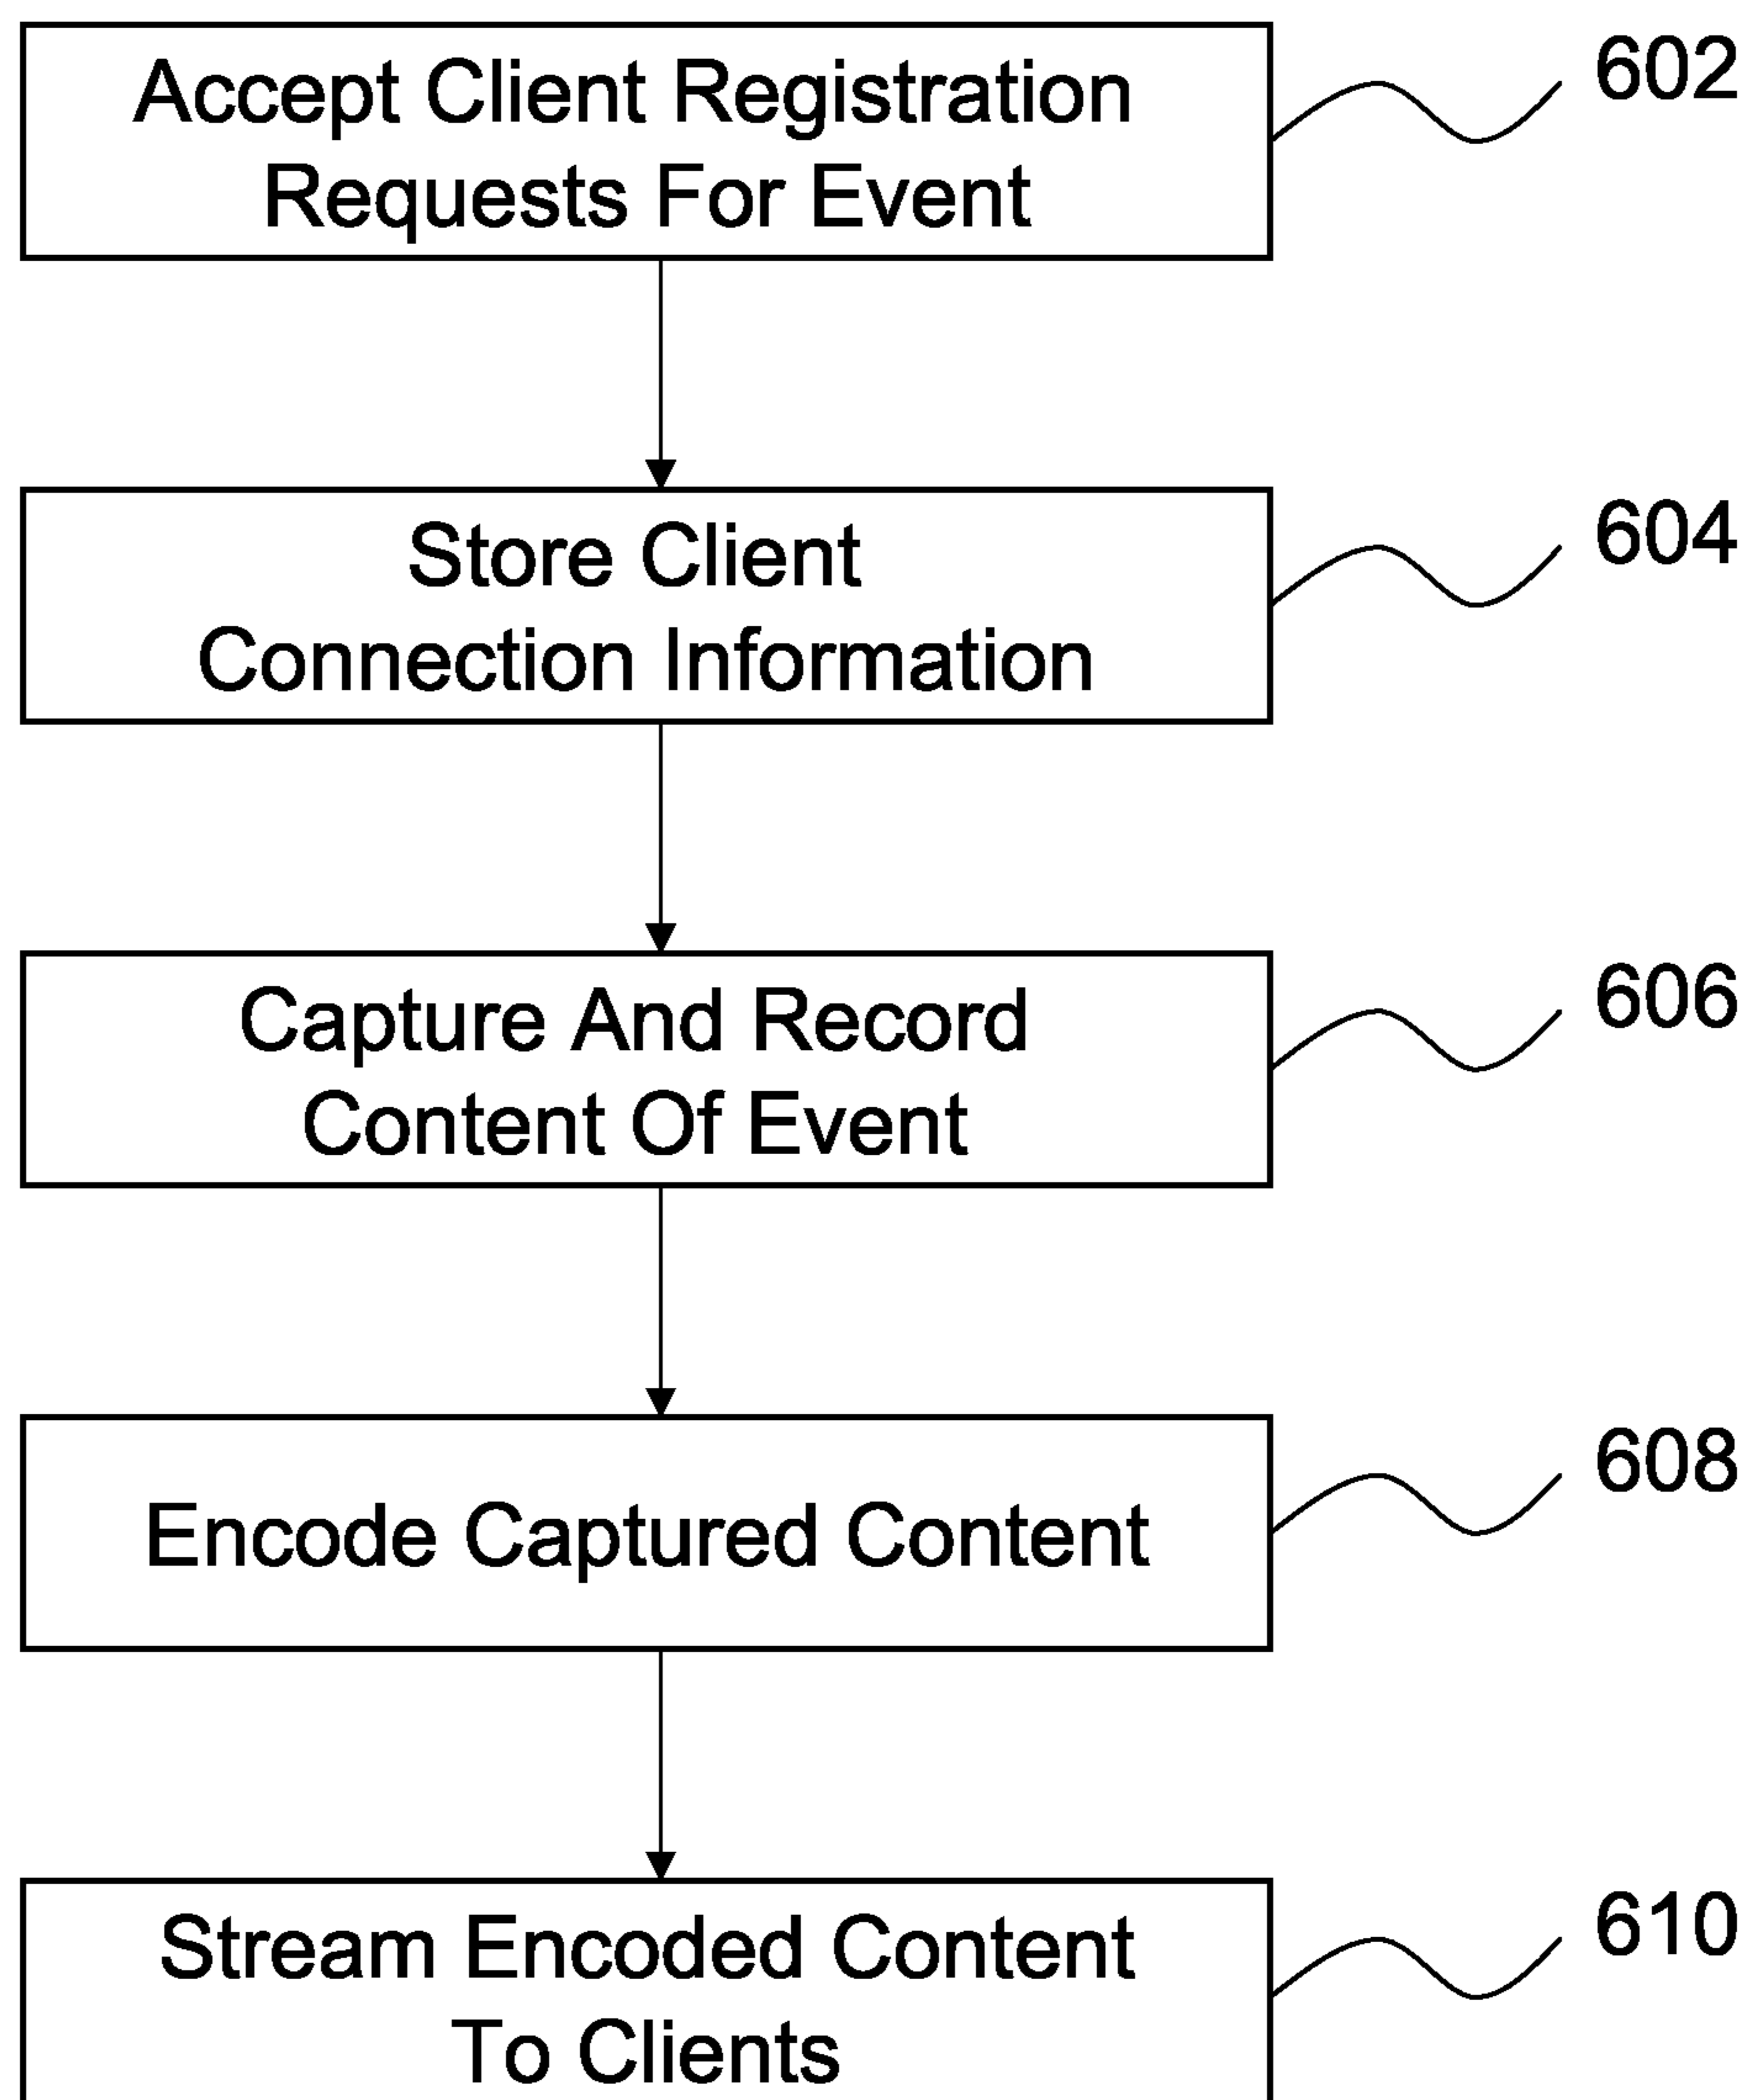 Accept Client Registration
Requests For Event
602
Store Client
Connection Information
604
Capture And Record
Content Of Event
606
Encode Captured Content
608
Stream Encoded Content
To Clients
610